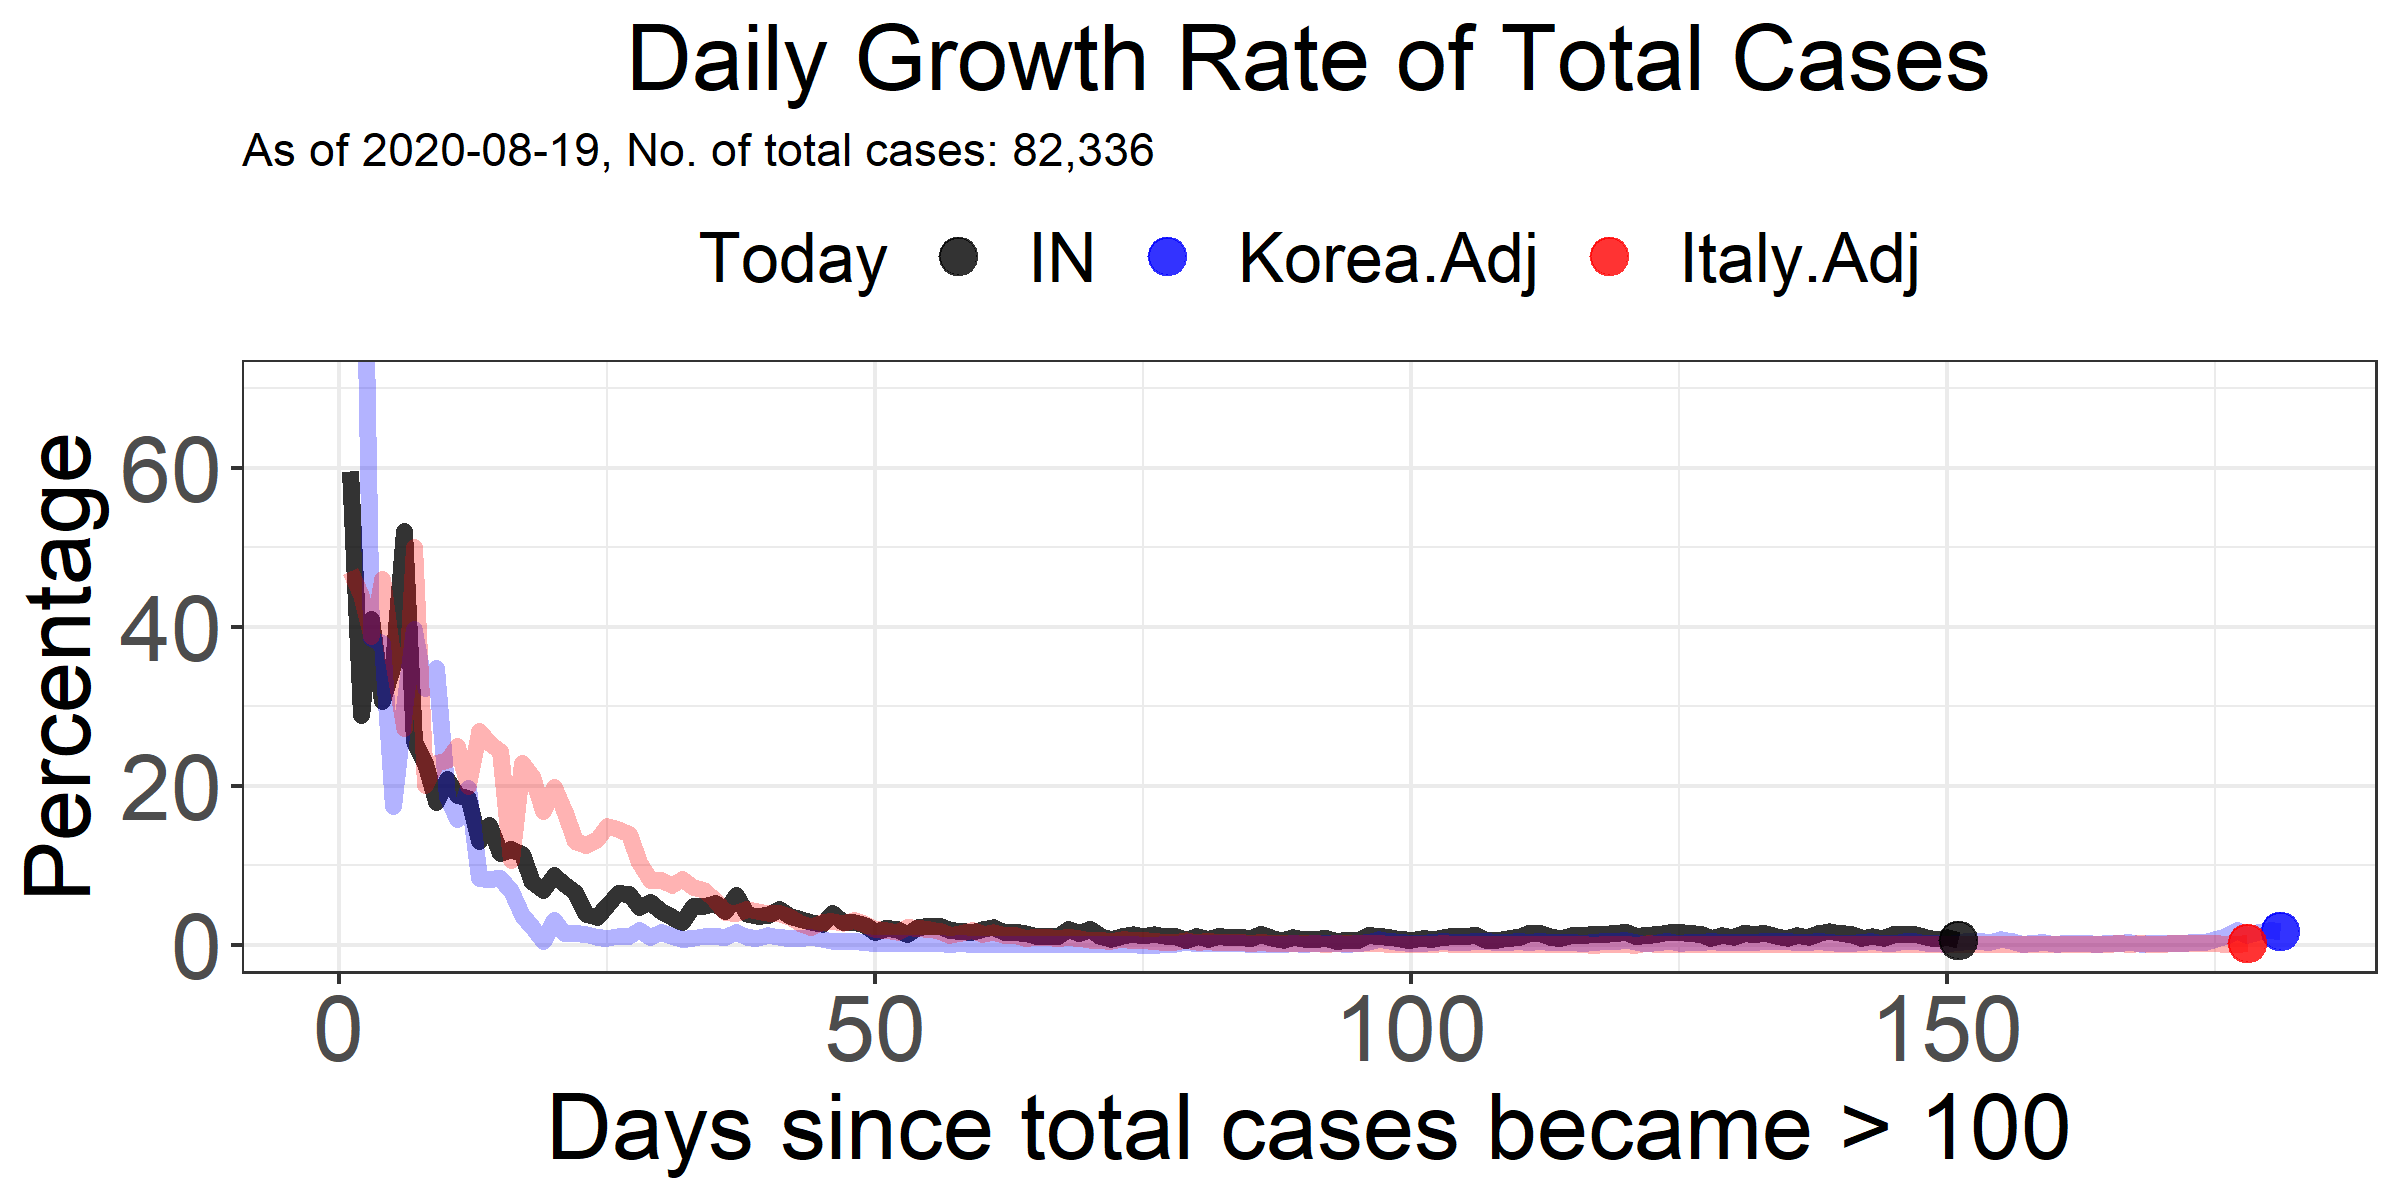 Daily Growth Rate of Total Cases
As of 2020-08-19, No. of total cases: 82,336
Today IN Korea.Adj Italy.Adj
Percentage
60
40
20
0
0 50 100 150
Days since total cases became > 100